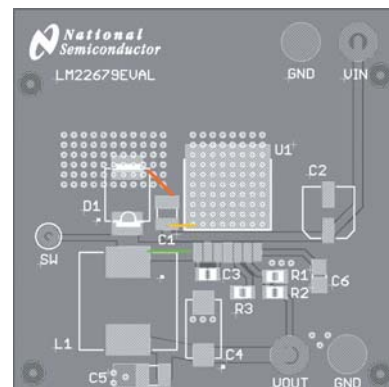 National
Semiconductor
LM22679EVAL
GND
VIN
U1
C2
D1
C1
SW
C3
R1
R2
R3
C6
L1
C4
C5
VOUT
GND